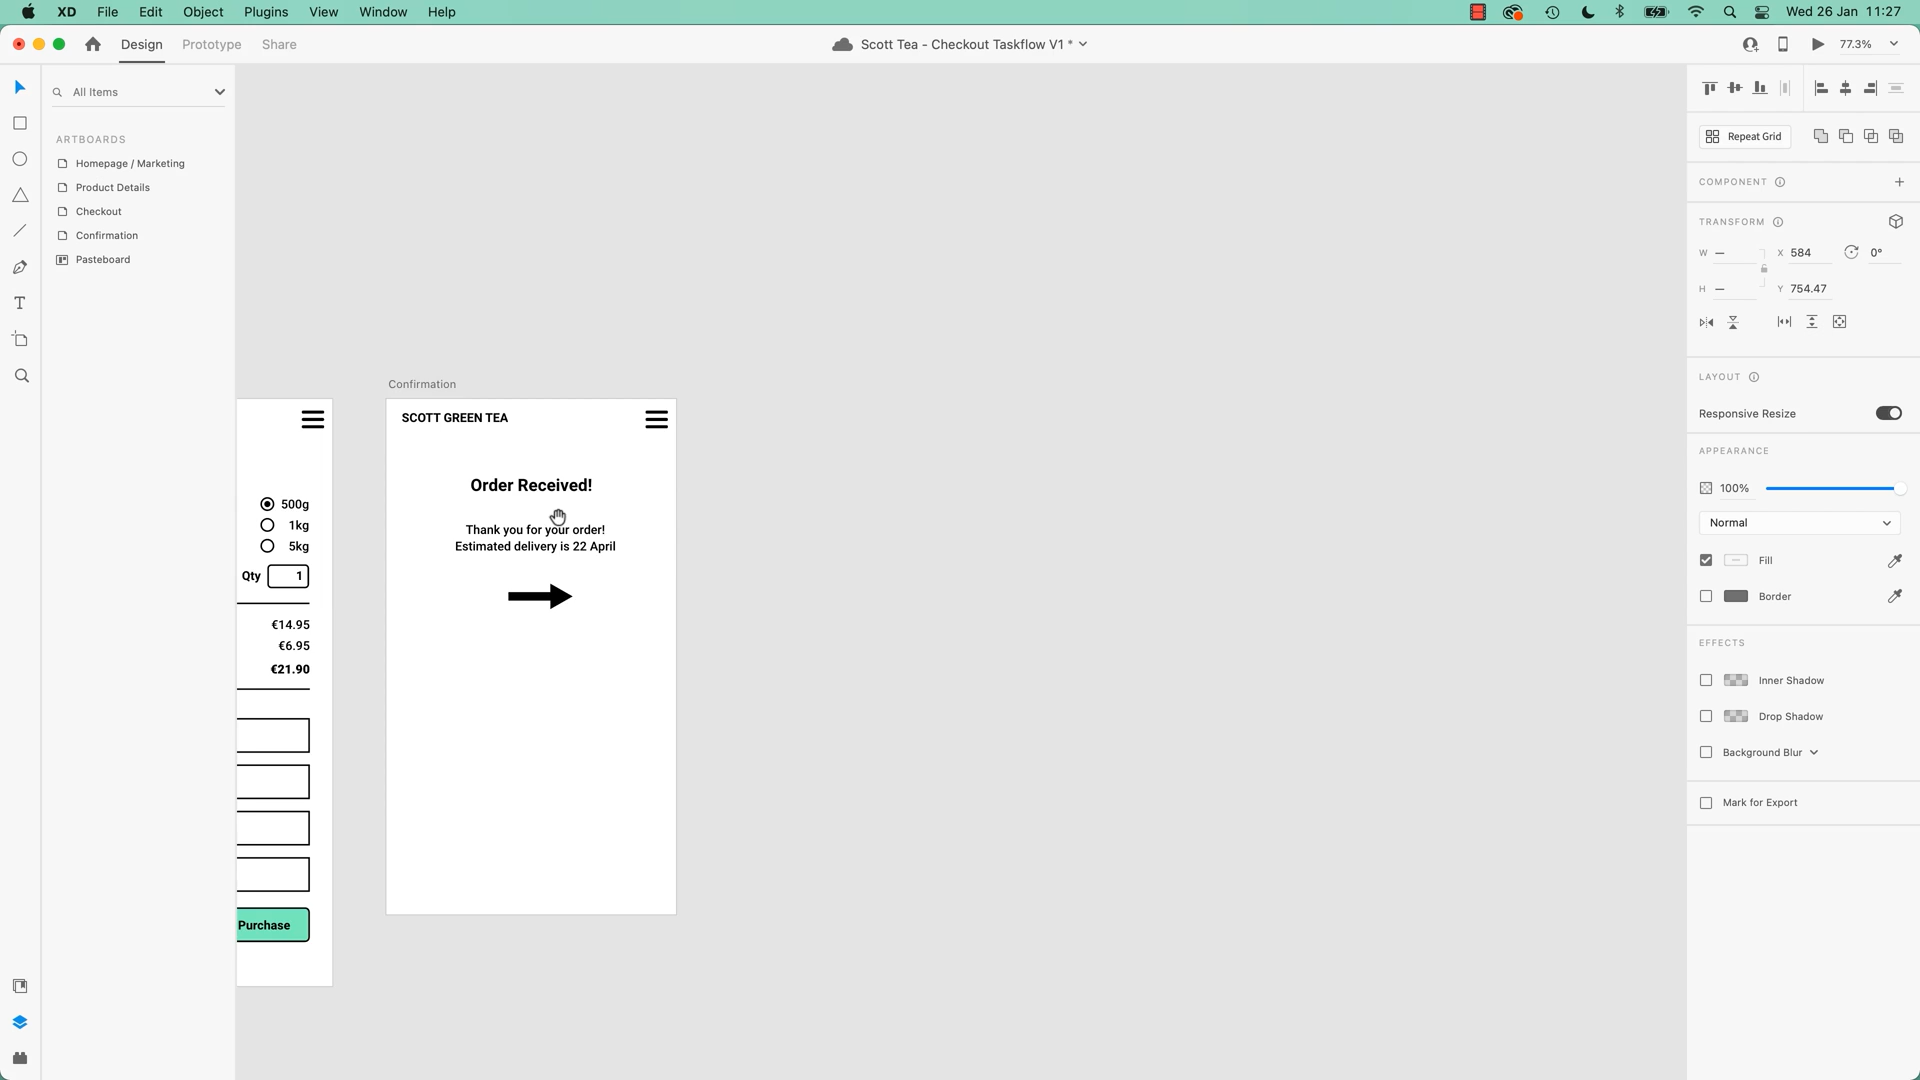 XD File Edit Object Plugins View Window Help
Wed 26 Jan 11:27
Design Prototype Share
Scott Tea - Checkout Taskflow V1 *
77.3%
All Items
ARTBOARDS
Homepage / Marketing
Product Details
Checkout
Confirmation
Pasteboard
500g
1kg
5kg
Qty 1
€14.95
€6.95
€21.90
Purchase
Confirmation
SCOTT GREEN TEA
Order Received!
Thank you for your order!
Estimated delivery is 22 April
Repeat Grid
COMPONENT
TRANSFORM
W — X 584 0°
H — Y 754.47
LAYOUT
Responsive Resize
APPEARANCE
100%
Normal
Fill
Border
EFFECTS
Inner Shadow
Drop Shadow
Background Blur
Mark for Export